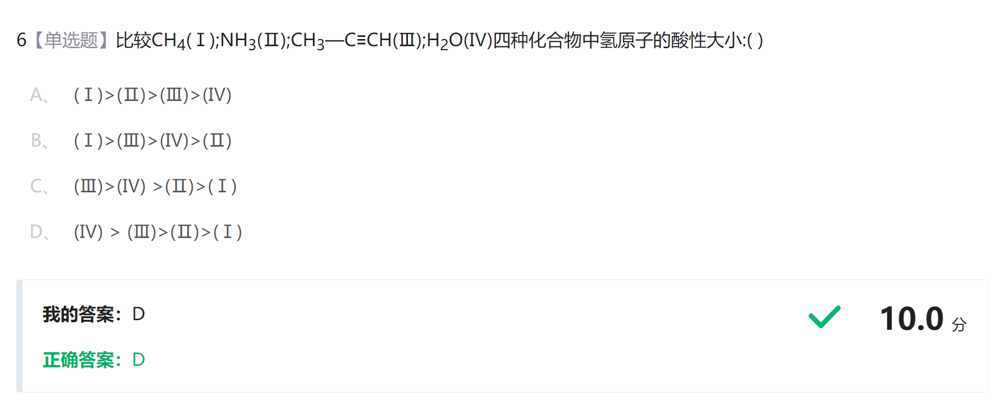 6【单选题】比较CH₄(Ⅰ);NH₃(Ⅱ);CH₃—C≡CH(Ⅲ);H₂O(Ⅳ)四种化合物中氢原子的酸性大小:( )
A、 (Ⅰ)>(Ⅱ)>(Ⅲ)>(Ⅳ)
B、 (Ⅰ)>(Ⅲ)>(Ⅳ)>(Ⅱ)
C、 (Ⅲ)>(Ⅳ) >(Ⅱ)>(Ⅰ)
D、 (Ⅳ) > (Ⅲ)>(Ⅱ)>(Ⅰ)
我的答案：D 10.0 分
正确答案：D